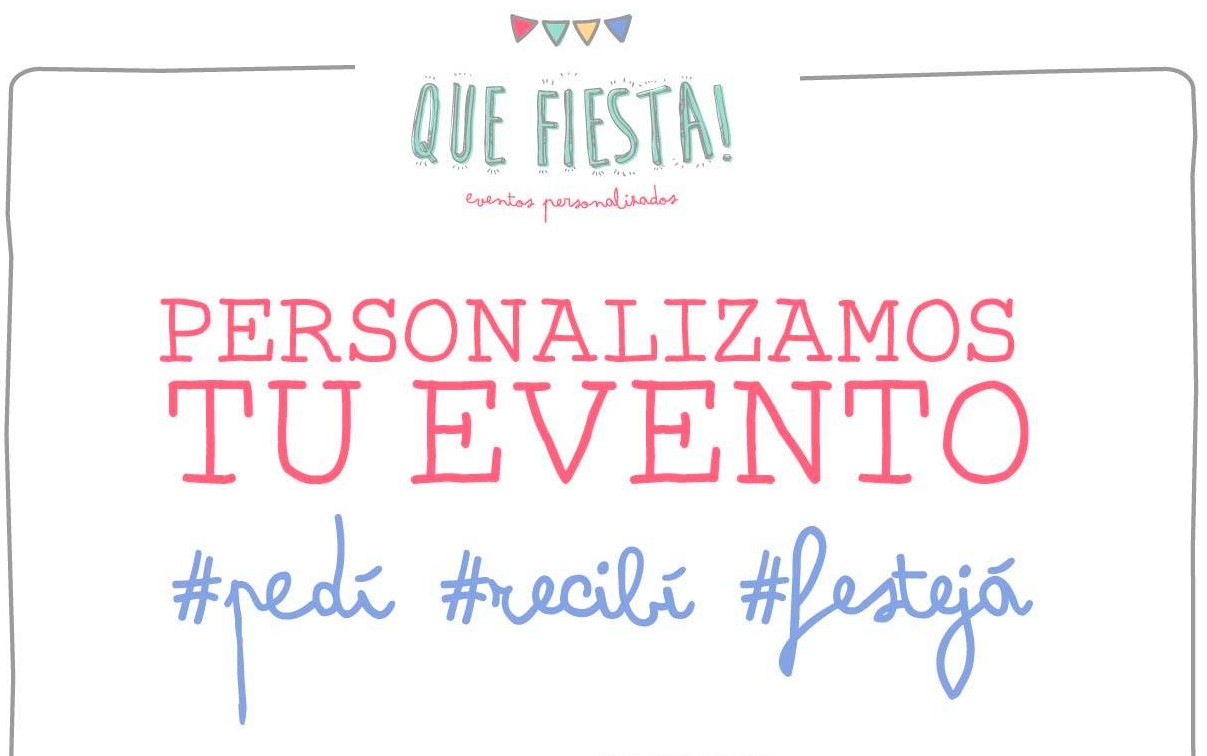 QUE FIESTA!
eventos personalizados
PERSONALIZAMOS
TU EVENTO
#pedí #recibí #festejá